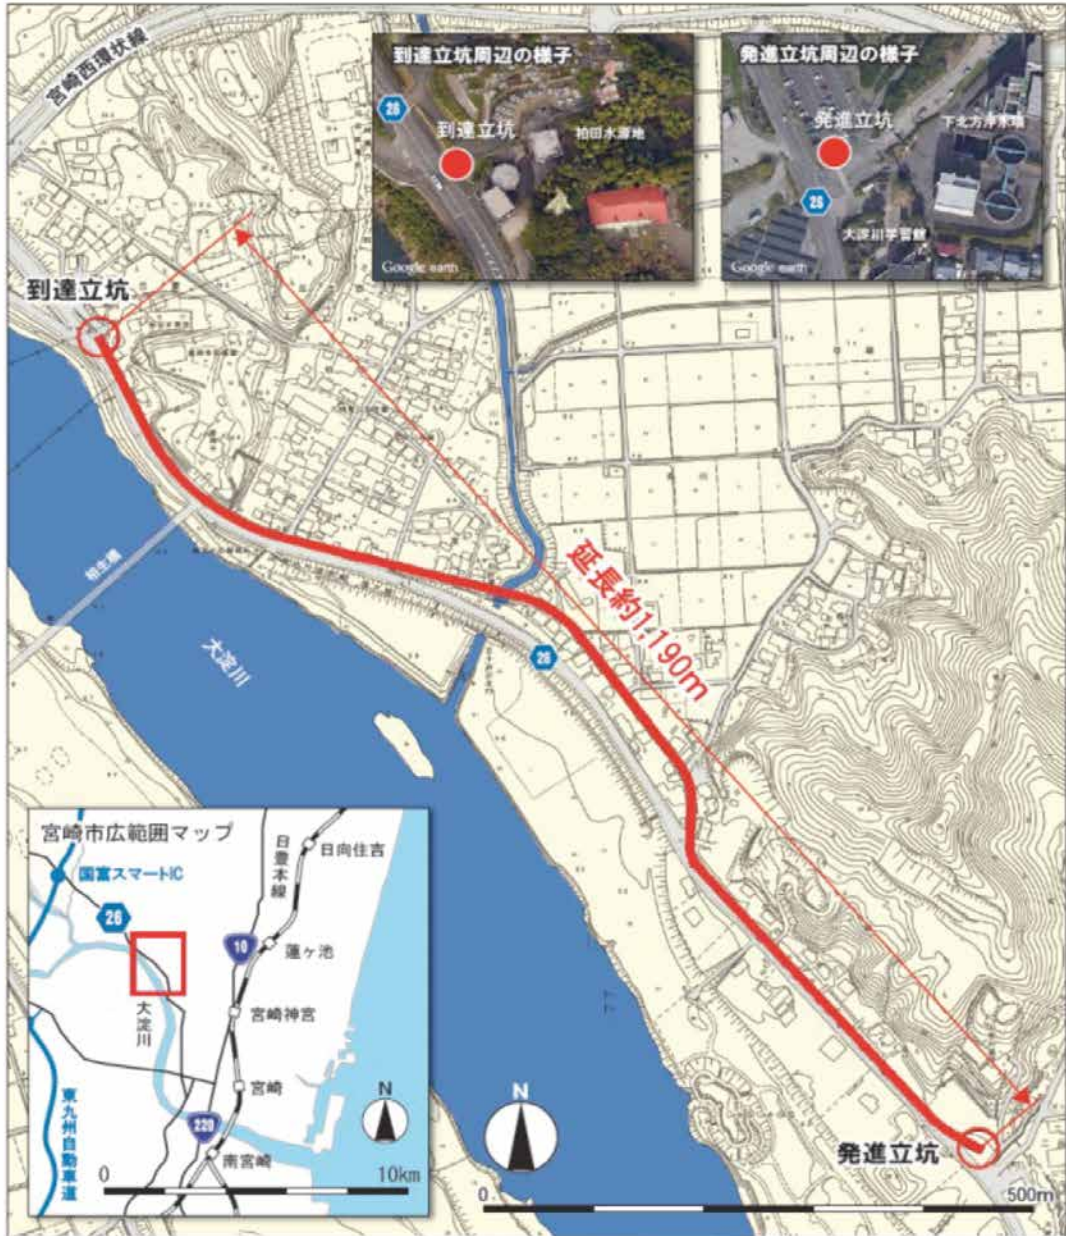 宮崎西環状線
到達立坑周辺の様子
26
到達立坑
柏田水源地
Google earth
発進立坑周辺の様子
発進立坑
下北方浄水場
26
大淀川学習館
Google earth
到達立坑
延長約1,190m
相生橋
大淀川
26
宮崎市広範囲マップ
国富スマートIC
26
日豊本線
日向住吉
10
蓮ヶ池
大淀川
宮崎神宮
宮崎
東九州自動車道
220
南宮崎
N
0
10km
N
発進立坑
0
500m